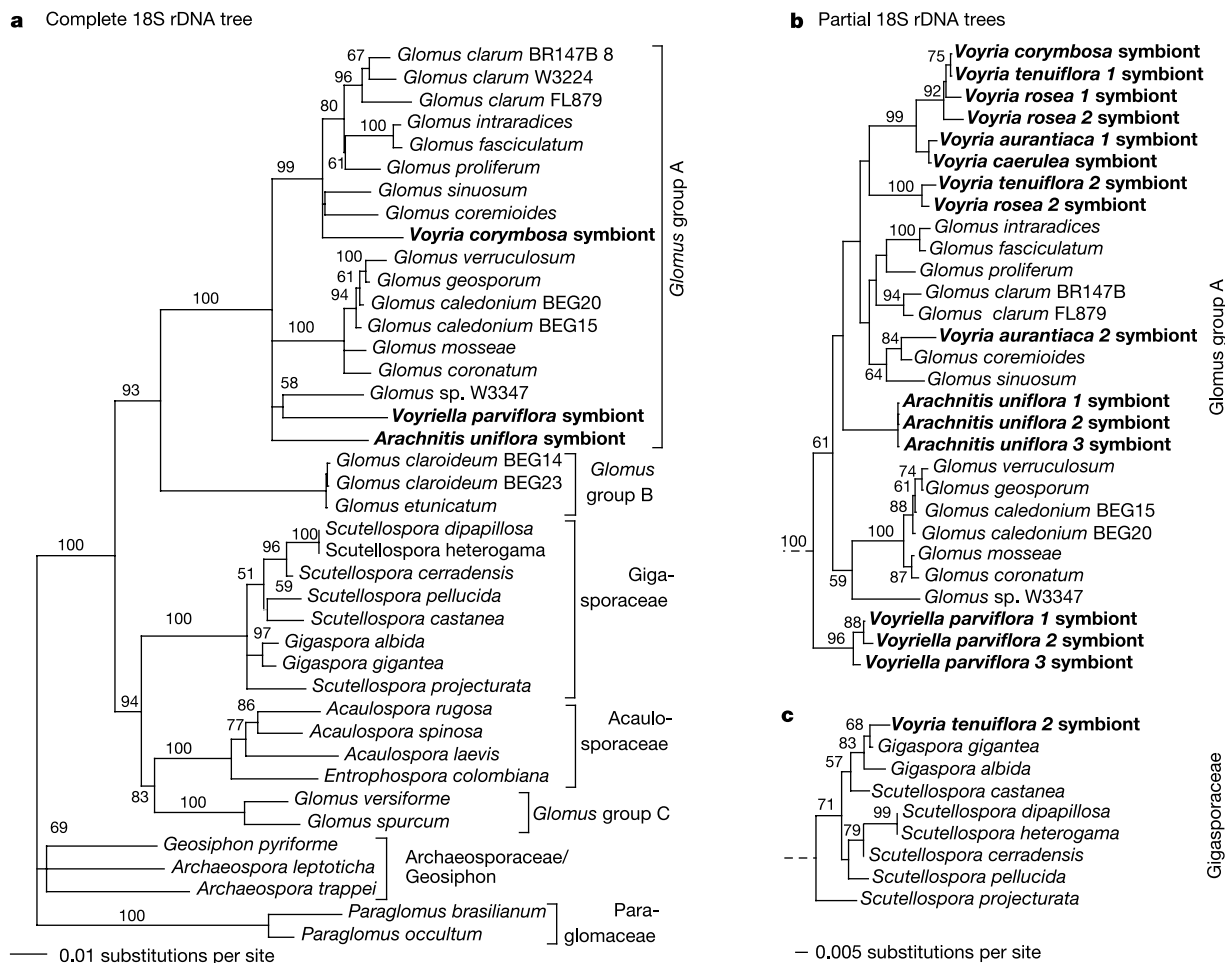 a Complete 18S rDNA tree
67
Glomus clarum BR147B 8
96
Glomus clarum W3224
80
Glomus clarum FL879
100
Glomus intraradices
Glomus fasciculatum
61
Glomus proliferum
99
Glomus sinuosum
Glomus coremioides
Voyria corymbosa symbiont
100
Glomus verruculosum
61
Glomus geosporum
94
Glomus caledonium BEG20
100
Glomus caledonium BEG15
100
Glomus mosseae
Glomus coronatum
58
Glomus sp. W3347
93
Voyriella parviflora symbiont
Arachnitis uniflora symbiont
Glomus group A
Glomus claroideum BEG14
Glomus claroideum BEG23
Glomus etunicatum
Glomus
group B
100
100
Scutellospora dipapillosa
96
Scutellospora heterogama
51
Scutellospora cerradensis
59
Scutellospora pellucida
100
Scutellospora castanea
97
Gigaspora albida
Gigaspora gigantea
Scutellospora projecturata
Giga-
sporaceae
94
86
Acaulospora rugosa
77
Acaulospora spinosa
100
Acaulospora laevis
Entrophospora colombiana
Acaulo-
sporaceae
83
100
Glomus versiforme
Glomus spurcum
Glomus group C
69
Geosiphon pyriforme
Archaeospora leptoticha
Archaeospora trappei
Archaeosporaceae/
Geosiphon
100
Paraglomus brasilianum
Paraglomus occultum
Para-
glomaceae
0.01 substitutions per site
b Partial 18S rDNA trees
75
Voyria corymbosa symbiont
Voyria tenuiflora 1 symbiont
92
Voyria rosea 1 symbiont
Voyria rosea 2 symbiont
99
Voyria aurantiaca 1 symbiont
Voyria caerulea symbiont
100
Voyria tenuiflora 2 symbiont
Voyria rosea 2 symbiont
100
Glomus intraradices
Glomus fasciculatum
Glomus proliferum
94
Glomus clarum BR147B
Glomus clarum FL879
84
Voyria aurantiaca 2 symbiont
Glomus coremioides
64
Glomus sinuosum
Arachnitis uniflora 1 symbiont
Arachnitis uniflora 2 symbiont
61
Arachnitis uniflora 3 symbiont
74
Glomus verruculosum
61
Glomus geosporum
88
Glomus caledonium BEG15
100
Glomus caledonium BEG20
100
Glomus mosseae
87
Glomus coronatum
59
Glomus sp. W3347
88
Voyriella parviflora 1 symbiont
96
Voyriella parviflora 2 symbiont
Voyriella parviflora 3 symbiont
Glomus group A
c
68
Voyria tenuiflora 2 symbiont
83
Gigaspora gigantea
57
Gigaspora albida
Scutellospora castanea
71
99
Scutellospora dipapillosa
79
Scutellospora heterogama
Scutellospora cerradensis
Scutellospora pellucida
Scutellospora projecturata
Gigasporaceae
0.005 substitutions per site